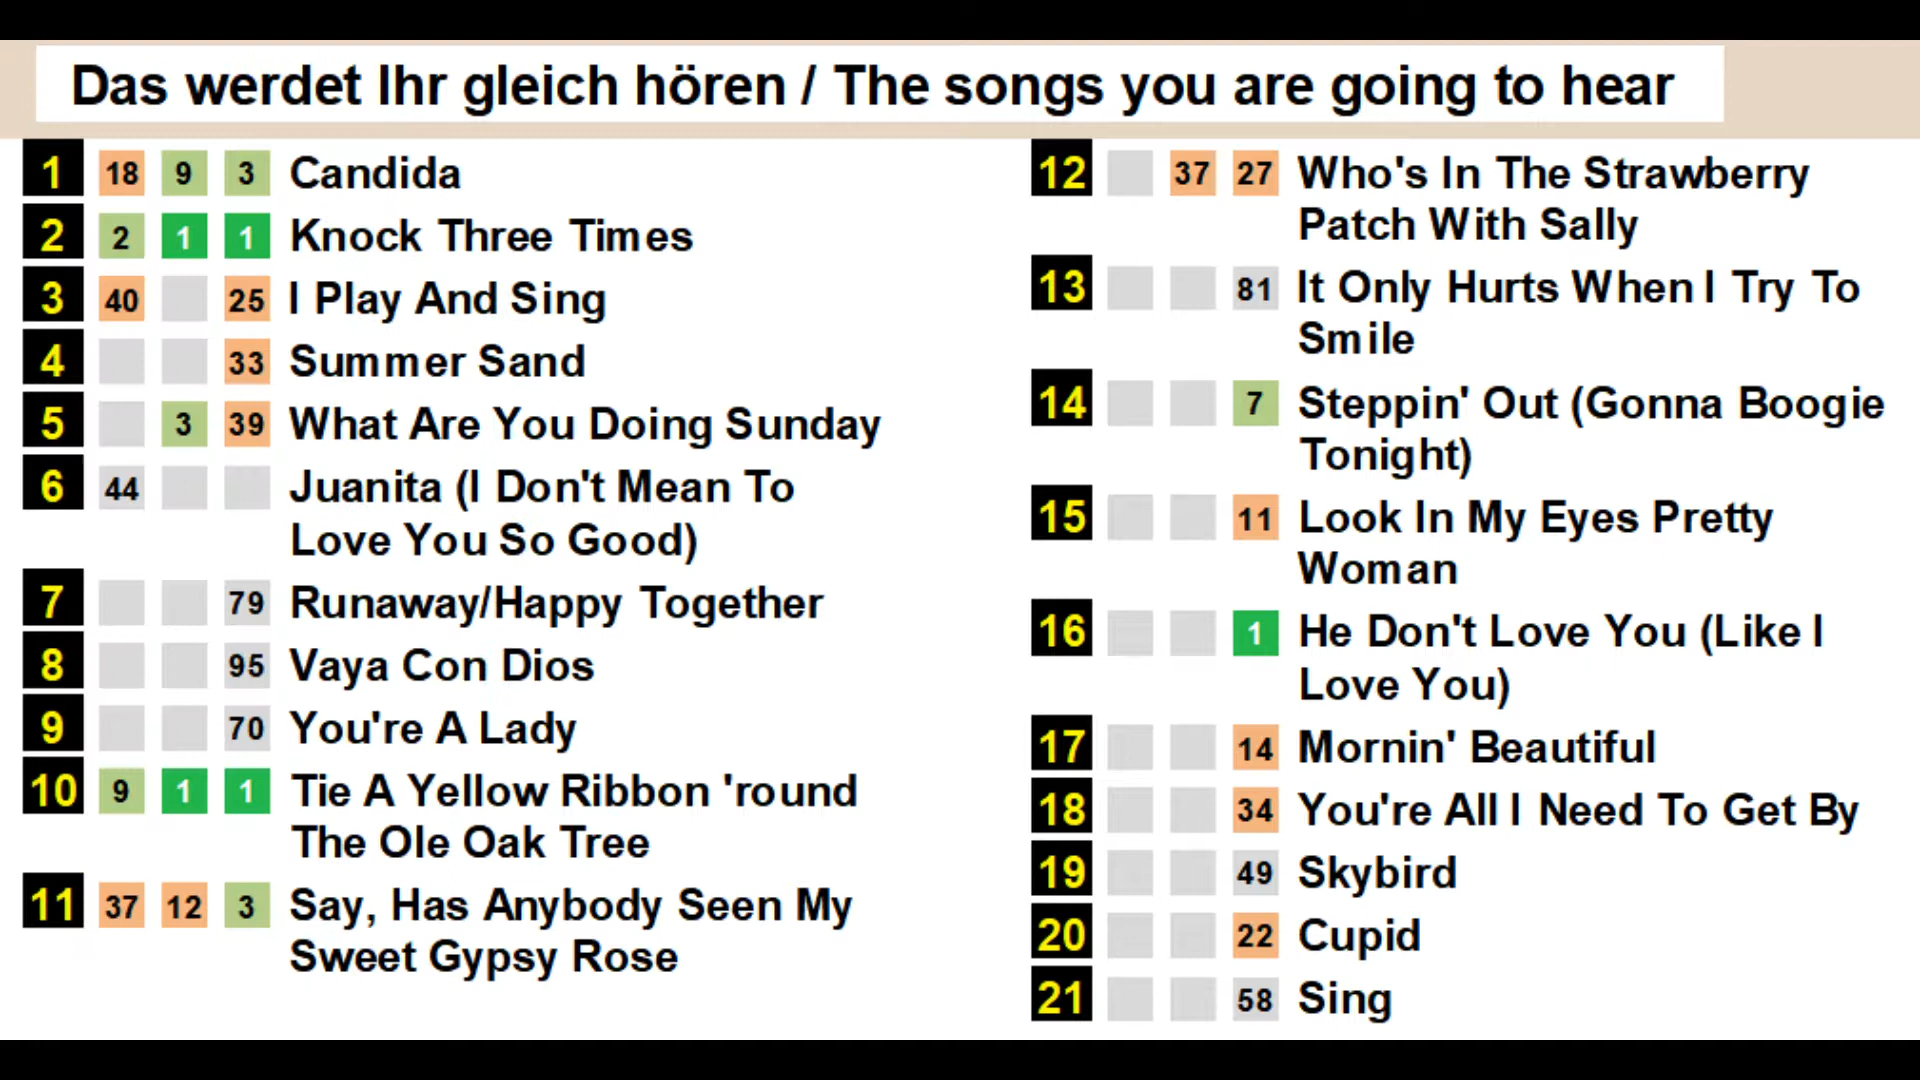 Das werdet Ihr gleich hören / The songs you are going to hear
1 18 9 3 Candida
2 2 1 1 Knock Three Times
3 40 25 I Play And Sing
4 33 Summer Sand
5 3 39 What Are You Doing Sunday
6 44 Juanita (I Don't Mean To
Love You So Good)
7 79 Runaway/Happy Together
8 95 Vaya Con Dios
9 70 You're A Lady
10 9 1 1 Tie A Yellow Ribbon 'round
The Ole Oak Tree
11 37 12 3 Say, Has Anybody Seen My
Sweet Gypsy Rose
12 37 27 Who's In The Strawberry
Patch With Sally
13 81 It Only Hurts When I Try To
Smile
14 7 Steppin' Out (Gonna Boogie
Tonight)
15 11 Look In My Eyes Pretty
Woman
16 1 He Don't Love You (Like I
Love You)
17 14 Mornin' Beautiful
18 34 You're All I Need To Get By
19 49 Skybird
20 22 Cupid
21 58 Sing